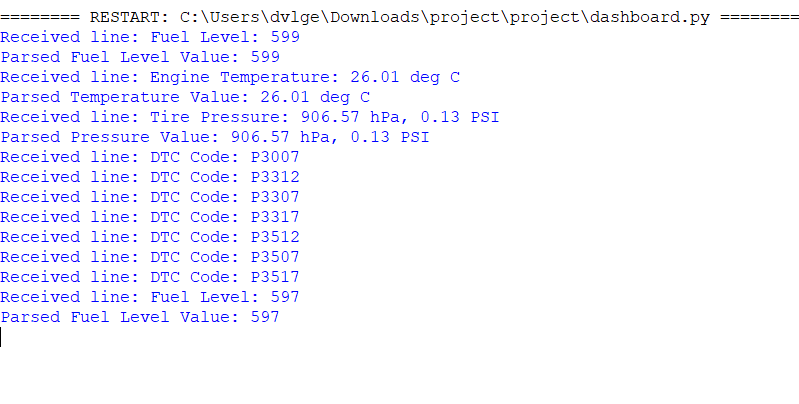 ======== RESTART: C:\Users\dvlge\Downloads\project\project\dashboard.py ========
Received line: Fuel Level: 599
Parsed Fuel Level Value: 599
Received line: Engine Temperature: 26.01 deg C
Parsed Temperature Value: 26.01 deg C
Received line: Tire Pressure: 906.57 hPa, 0.13 PSI
Parsed Pressure Value: 906.57 hPa, 0.13 PSI
Received line: DTC Code: P3007
Received line: DTC Code: P3312
Received line: DTC Code: P3307
Received line: DTC Code: P3317
Received line: DTC Code: P3512
Received line: DTC Code: P3507
Received line: DTC Code: P3517
Received line: Fuel Level: 597
Parsed Fuel Level Value: 597